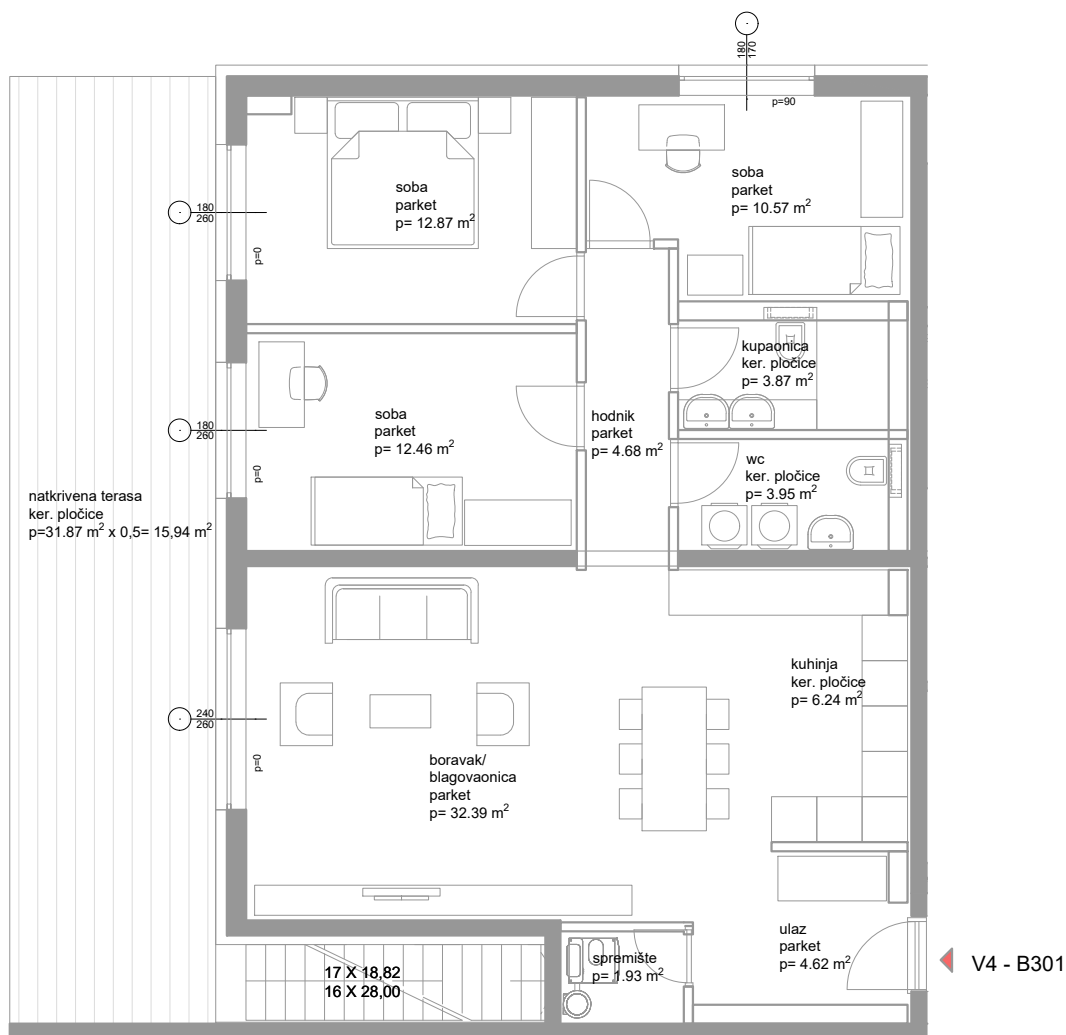 180
170
p=90
soba
parket
p= 12.87 m²
soba
parket
p= 10.57 m²
180
260
p=0
kupaonica
ker. pločice
p= 3.87 m²
soba
parket
p= 12.46 m²
hodnik
parket
p= 4.68 m²
180
260
p=0
wc
ker. pločice
p= 3.95 m²
natkrivena terasa
ker. pločice
p=31.87 m² x 0,5= 15,94 m²
kuhinja
ker. pločice
p= 6.24 m²
240
260
p=0
boravak/
blagovaonica
parket
p= 32.39 m²
ulaz
parket
p= 4.62 m²
spremište
p= 1.93 m²
17 X 18,82
16 X 28,00
V4 - B301